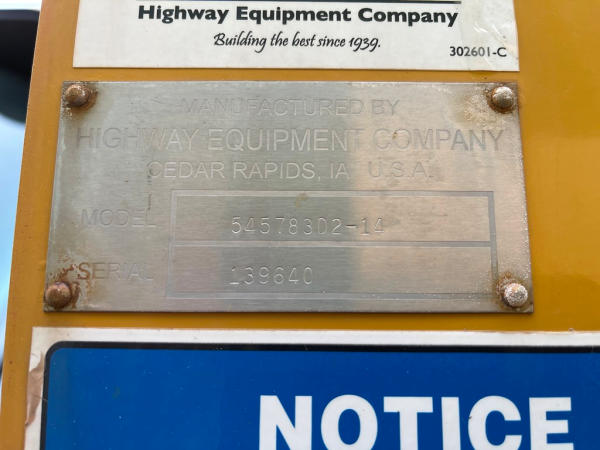 Highway Equipment Company
Building the best since 1939.
302601-C
MANUFACTURED BY
HIGHWAY EQUIPMENT COMPANY
CEDAR RAPIDS, IA U.S.A.
MODEL 54578302-14
SERIAL 139640
NOTICE